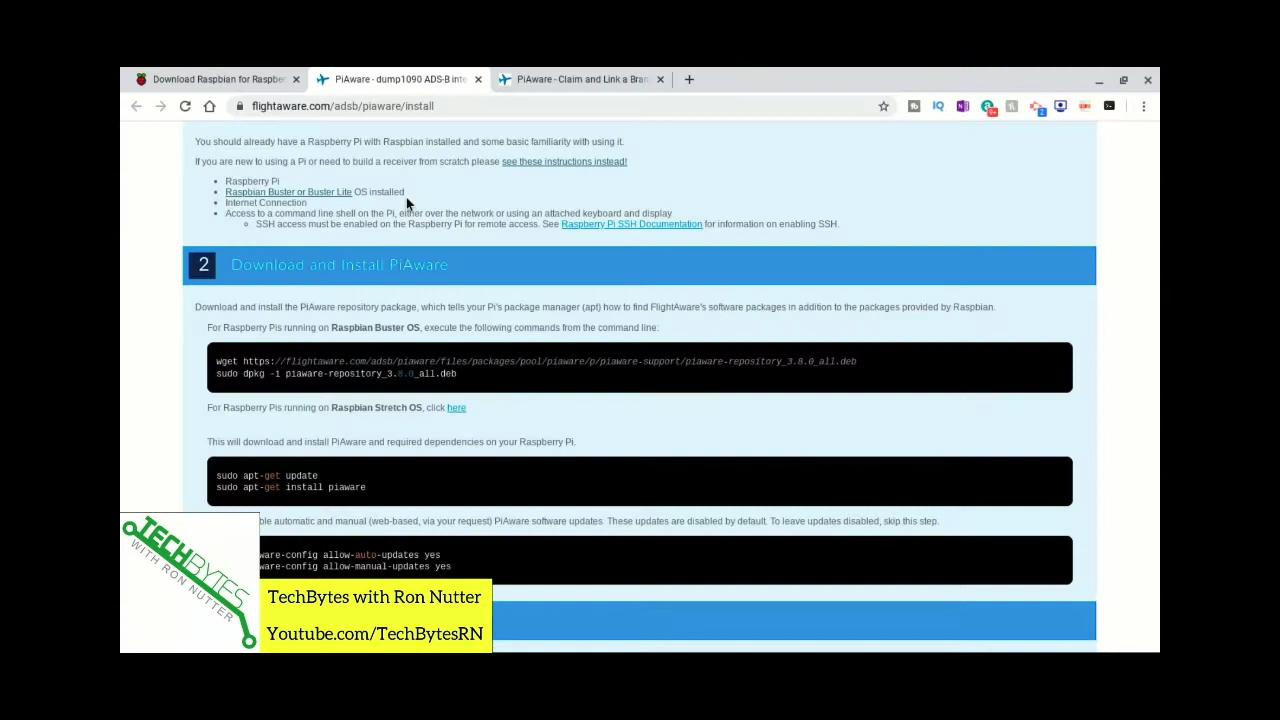 Download Raspbian for Raspber
PiAware - dump1090 ADS-B inte
PiAware - Claim and Link a Bran
flightaware.com/adsb/piaware/install
You should already have a Raspberry Pi with Raspbian installed and some basic familiarity with using it.
If you are new to using a Pi or need to build a receiver from scratch please see these instructions instead!
Raspberry Pi
Raspbian Buster or Buster Lite OS installed
Internet Connection
Access to a command line shell on the Pi, either over the network or using an attached keyboard and display
SSH access must be enabled on the Raspberry Pi for remote access. See Raspberry Pi SSH Documentation for information on enabling SSH.
2 Download and Install PiAware
Download and install the PiAware repository package, which tells your Pi's package manager (apt) how to find FlightAware's software packages in addition to the packages provided by Raspbian.
For Raspberry Pis running on Raspbian Buster OS, execute the following commands from the command line:
wget https://flightaware.com/adsb/piaware/files/packages/pool/piaware/p/piaware-support/piaware-repository_3.8.0_all.deb
sudo dpkg -i piaware-repository_3.8.0_all.deb
For Raspberry Pis running on Raspbian Stretch OS, click here
This will download and install PiAware and required dependencies on your Raspberry Pi.
sudo apt-get update
sudo apt-get install piaware
ble automatic and manual (web-based, via your request) PiAware software updates. These updates are disabled by default. To leave updates disabled, skip this step.
ware-config allow-auto-updates yes
ware-config allow-manual-updates yes
TECHBYTES
WITH RON NUTTER
TechBytes with Ron Nutter
Youtube.com/TechBytesRN